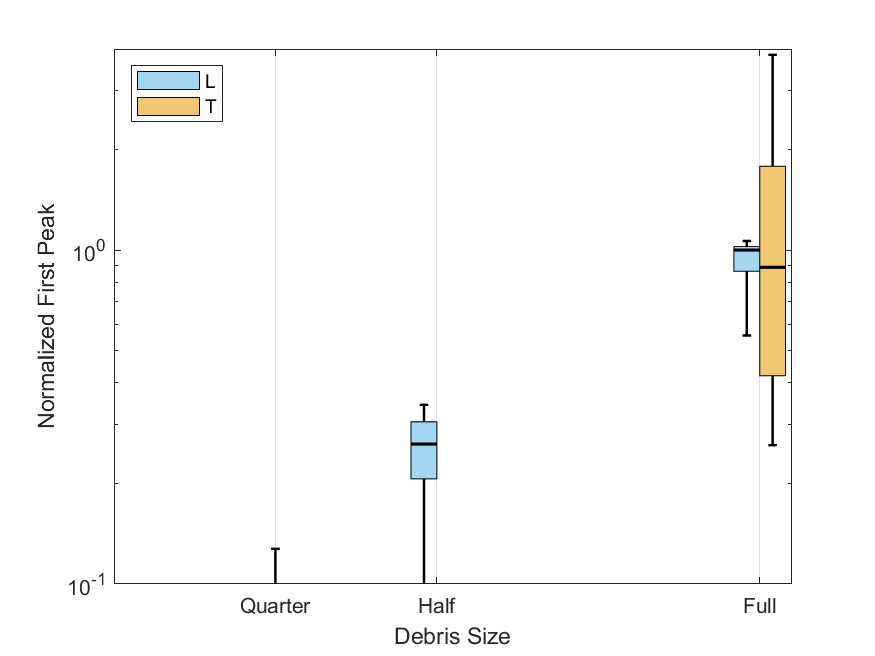 L
T
Normalized First Peak
10^0
10^-1
Quarter Half Full
Debris Size